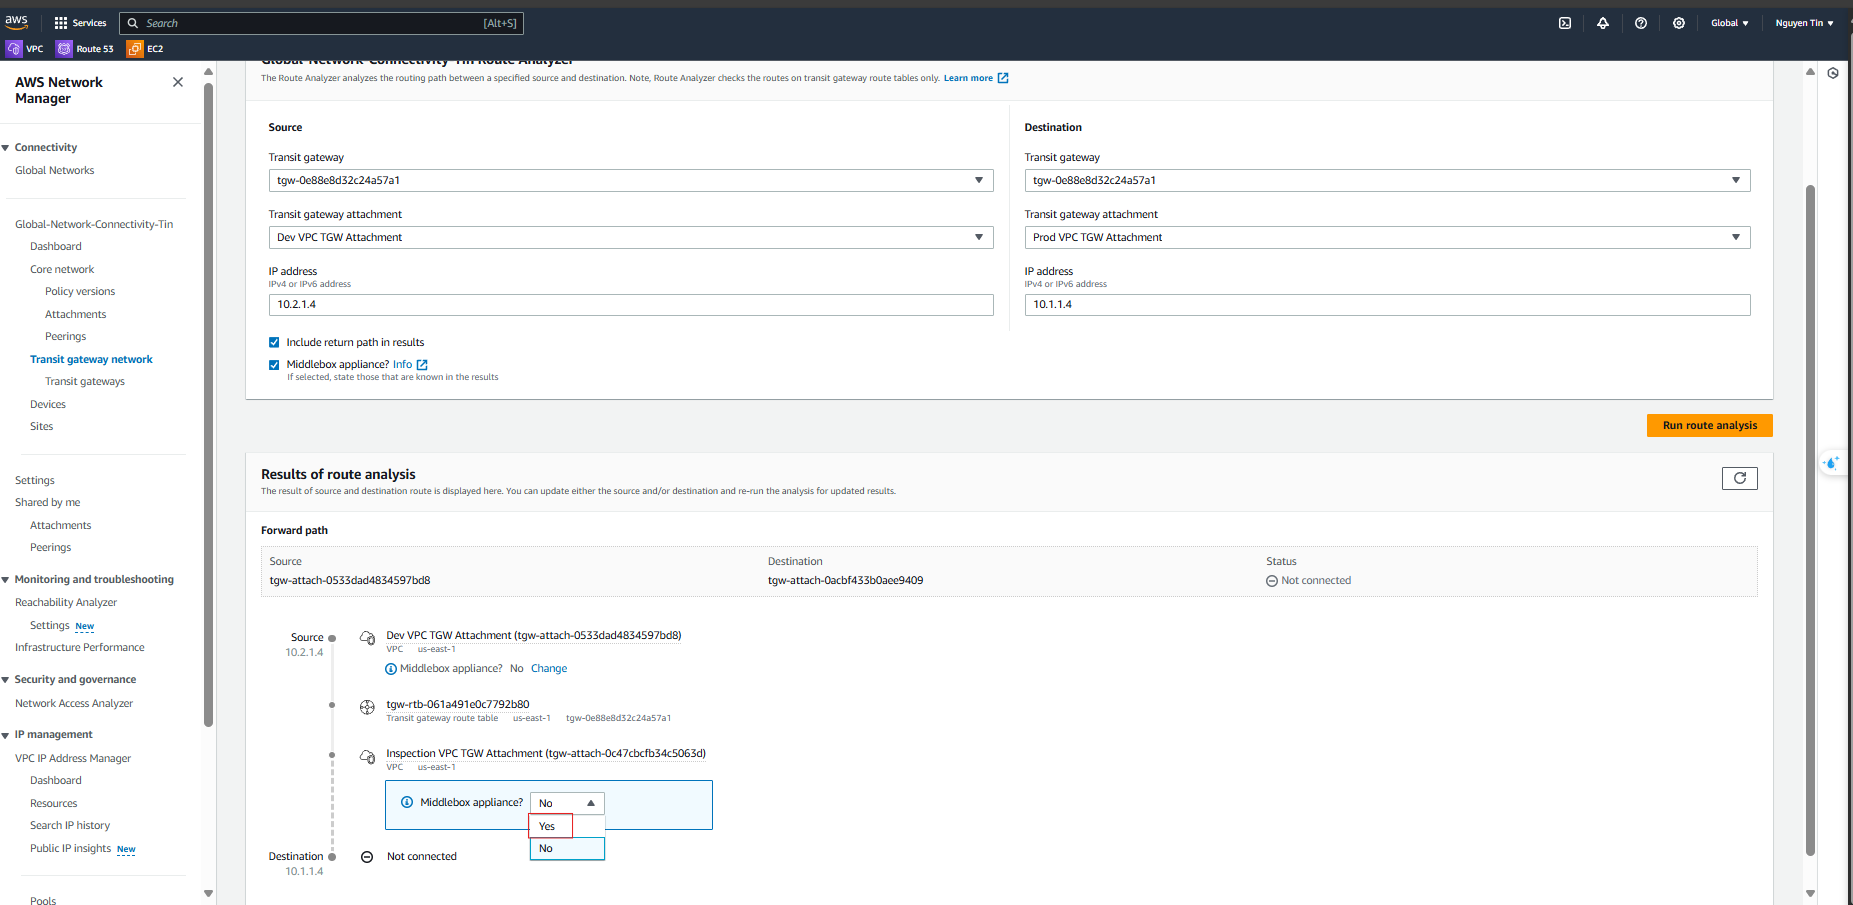 aws
Services
Search
[Alt+S]
Global
Nguyen Tin
VPC
Route 53
EC2
AWS Network
Manager
Connectivity
Global Networks
Global-Network-Connectivity-Tin
Dashboard
Core network
Policy versions
Attachments
Peerings
Transit gateway network
Transit gateways
Devices
Sites
Settings
Shared by me
Attachments
Peerings
Monitoring and troubleshooting
Reachability Analyzer
Settings New
Infrastructure Performance
Security and governance
Network Access Analyzer
IP management
VPC IP Address Manager
Dashboard
Resources
Search IP history
Public IP insights New
Pools
Global-Network-Connectivity-Tin Route Analyzer
The Route Analyzer analyzes the routing path between a specified source and destination. Note, Route Analyzer checks the routes on transit gateway route tables only. Learn more
Source
Transit gateway
tgw-0e88e8d32c24a57a1
Transit gateway attachment
Dev VPC TGW Attachment
IP address
IPv4 or IPv6 address
10.2.1.4
Include return path in results
Middlebox appliance? Info
If selected, state those that are known in the results
Destination
Transit gateway
tgw-0e88e8d32c24a57a1
Transit gateway attachment
Prod VPC TGW Attachment
IP address
IPv4 or IPv6 address
10.1.1.4
Run route analysis
Results of route analysis
The result of source and destination route is displayed here. You can update either the source and/or destination and re-run the analysis for updated results.
Forward path
Source
tgw-attach-0533dad4834597bd8
Destination
tgw-attach-0acbf433b0aee9409
Status
Not connected
Source
10.2.1.4
Dev VPC TGW Attachment (tgw-attach-0533dad4834597bd8)
VPC us-east-1
Middlebox appliance? No Change
tgw-rtb-061a491e0c7792b80
Transit gateway route table us-east-1 tgw-0e88e8d32c24a57a1
Inspection VPC TGW Attachment (tgw-attach-0c47cbcfb34c5063d)
VPC us-east-1
Middlebox appliance? No
Yes
No
Destination
10.1.1.4
Not connected